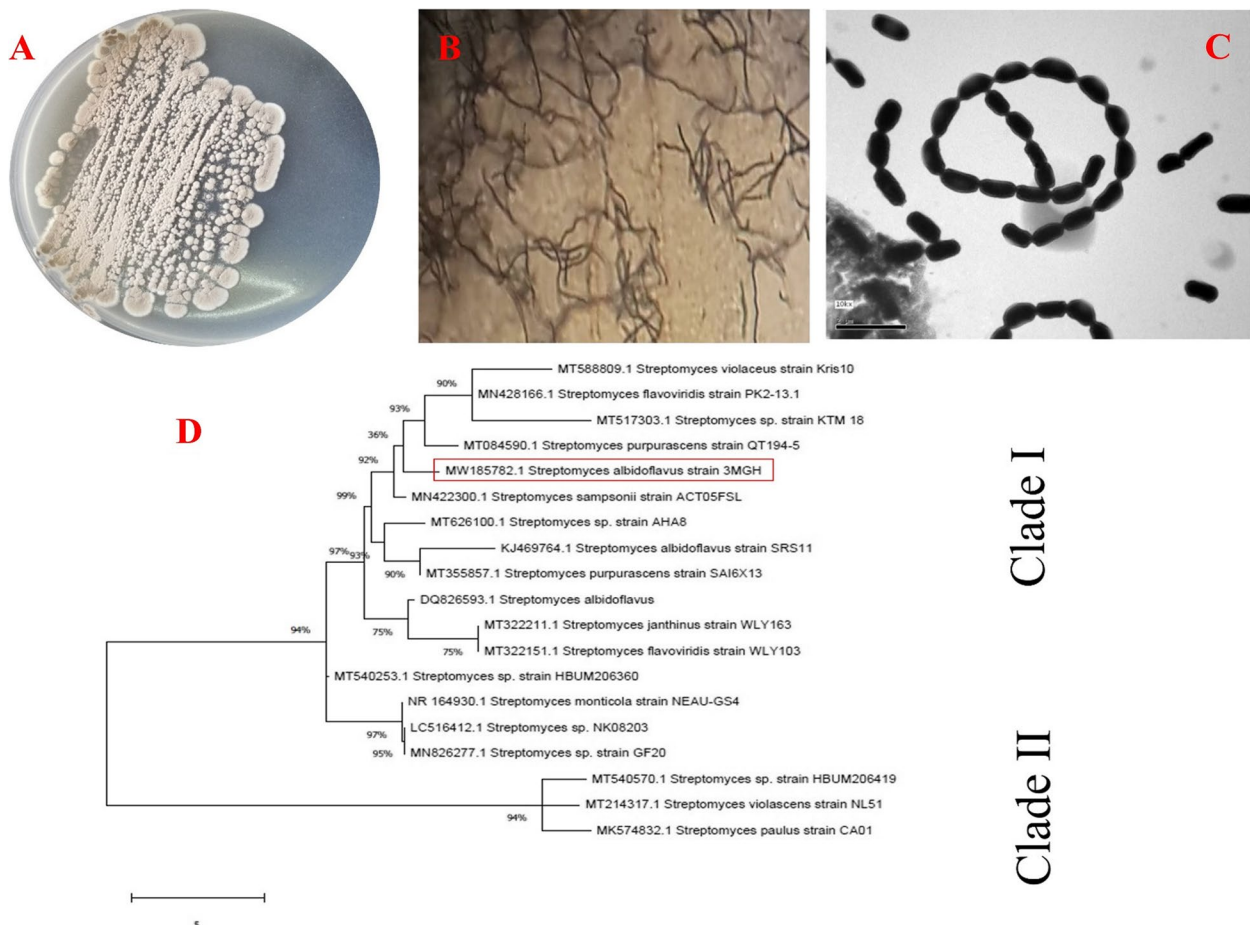 A
B
C
10kx
D
MT588809.1 Streptomyces violaceus strain Kris10
90%
MN428166.1 Streptomyces flavoviridis strain PK2-13.1
93%
MT517303.1 Streptomyces sp. strain KTM 18
36%
MT084590.1 Streptomyces purpurascens strain QT194-5
92%
MW185782.1 Streptomyces albidoflavus strain 3MGH
99%
MN422300.1 Streptomyces sampsonii strain ACT05FSL
MT626100.1 Streptomyces sp. strain AHA8
97%
93%
KJ469764.1 Streptomyces albidoflavus strain SRS11
90%
MT355857.1 Streptomyces purpurascens strain SAI6X13
DQ826593.1 Streptomyces albidoflavus
75%
MT322211.1 Streptomyces janthinus strain WLY163
94%
75%
MT322151.1 Streptomyces flavoviridis strain WLY103
MT540253.1 Streptomyces sp. strain HBUM206360
NR 164930.1 Streptomyces monticola strain NEAU-GS4
97%
LC516412.1 Streptomyces sp. NK08203
95%
MN826277.1 Streptomyces sp. strain GF20
MT540570.1 Streptomyces sp. strain HBUM206419
MT214317.1 Streptomyces violascens strain NL51
94%
MK574832.1 Streptomyces paulus strain CA01
Clade I
Clade II